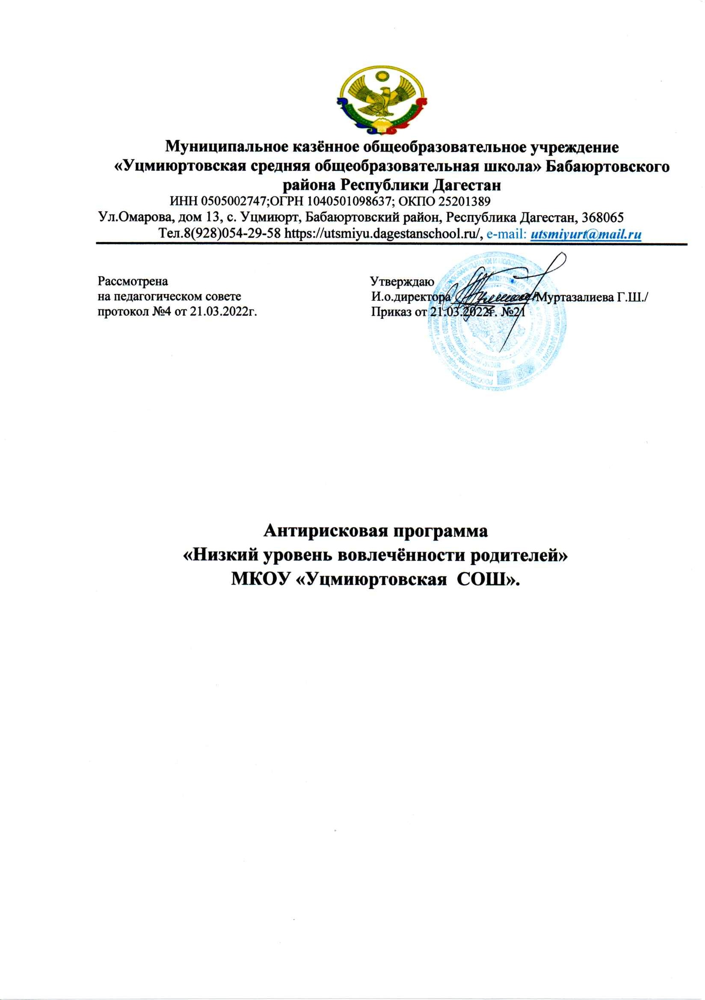 Муниципальное казённое общеобразовательное учреждение
«Уцмиюртовская средняя общеобразовательная школа» Бабаюртовского
района Республики Дагестан
ИНН 0505002747;ОГРН 1040501098637; ОКПО 25201389
Ул.Омарова, дом 13, с. Уцмиюрт, Бабаюртовский район, Республика Дагестан, 368065
Тел.8(928)054-29-58 https://utsmiyu.dagestanschool.ru/, e-mail: utsmiyurt@mail.ru
Рассмотрена
на педагогическом совете
протокол №4 от 21.03.2022г.
Утверждаю
И.о.директора /Муртазалиева Г.Ш./
Приказ от 21.03.2022г. №21
Антирисковая программа
«Низкий уровень вовлечённости родителей»
МКОУ «Уцмиюртовская СОШ».